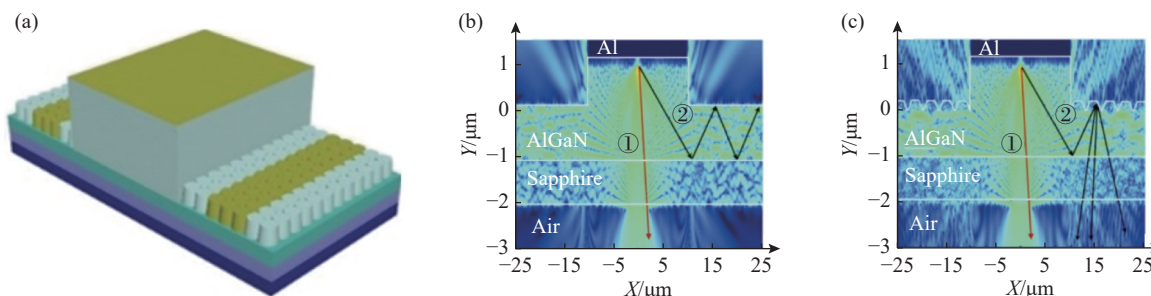 (a)
(b)
Al
1
0
−1
−2
−3
Y/μm
AlGaN
Sapphire
Air
①
②
−25
−15
−5
5
15
25
X/μm
(c)
Al
1
0
−1
−2
−3
Y/μm
AlGaN
Sapphire
Air
①
②
−25
−15
−5
5
15
25
X/μm